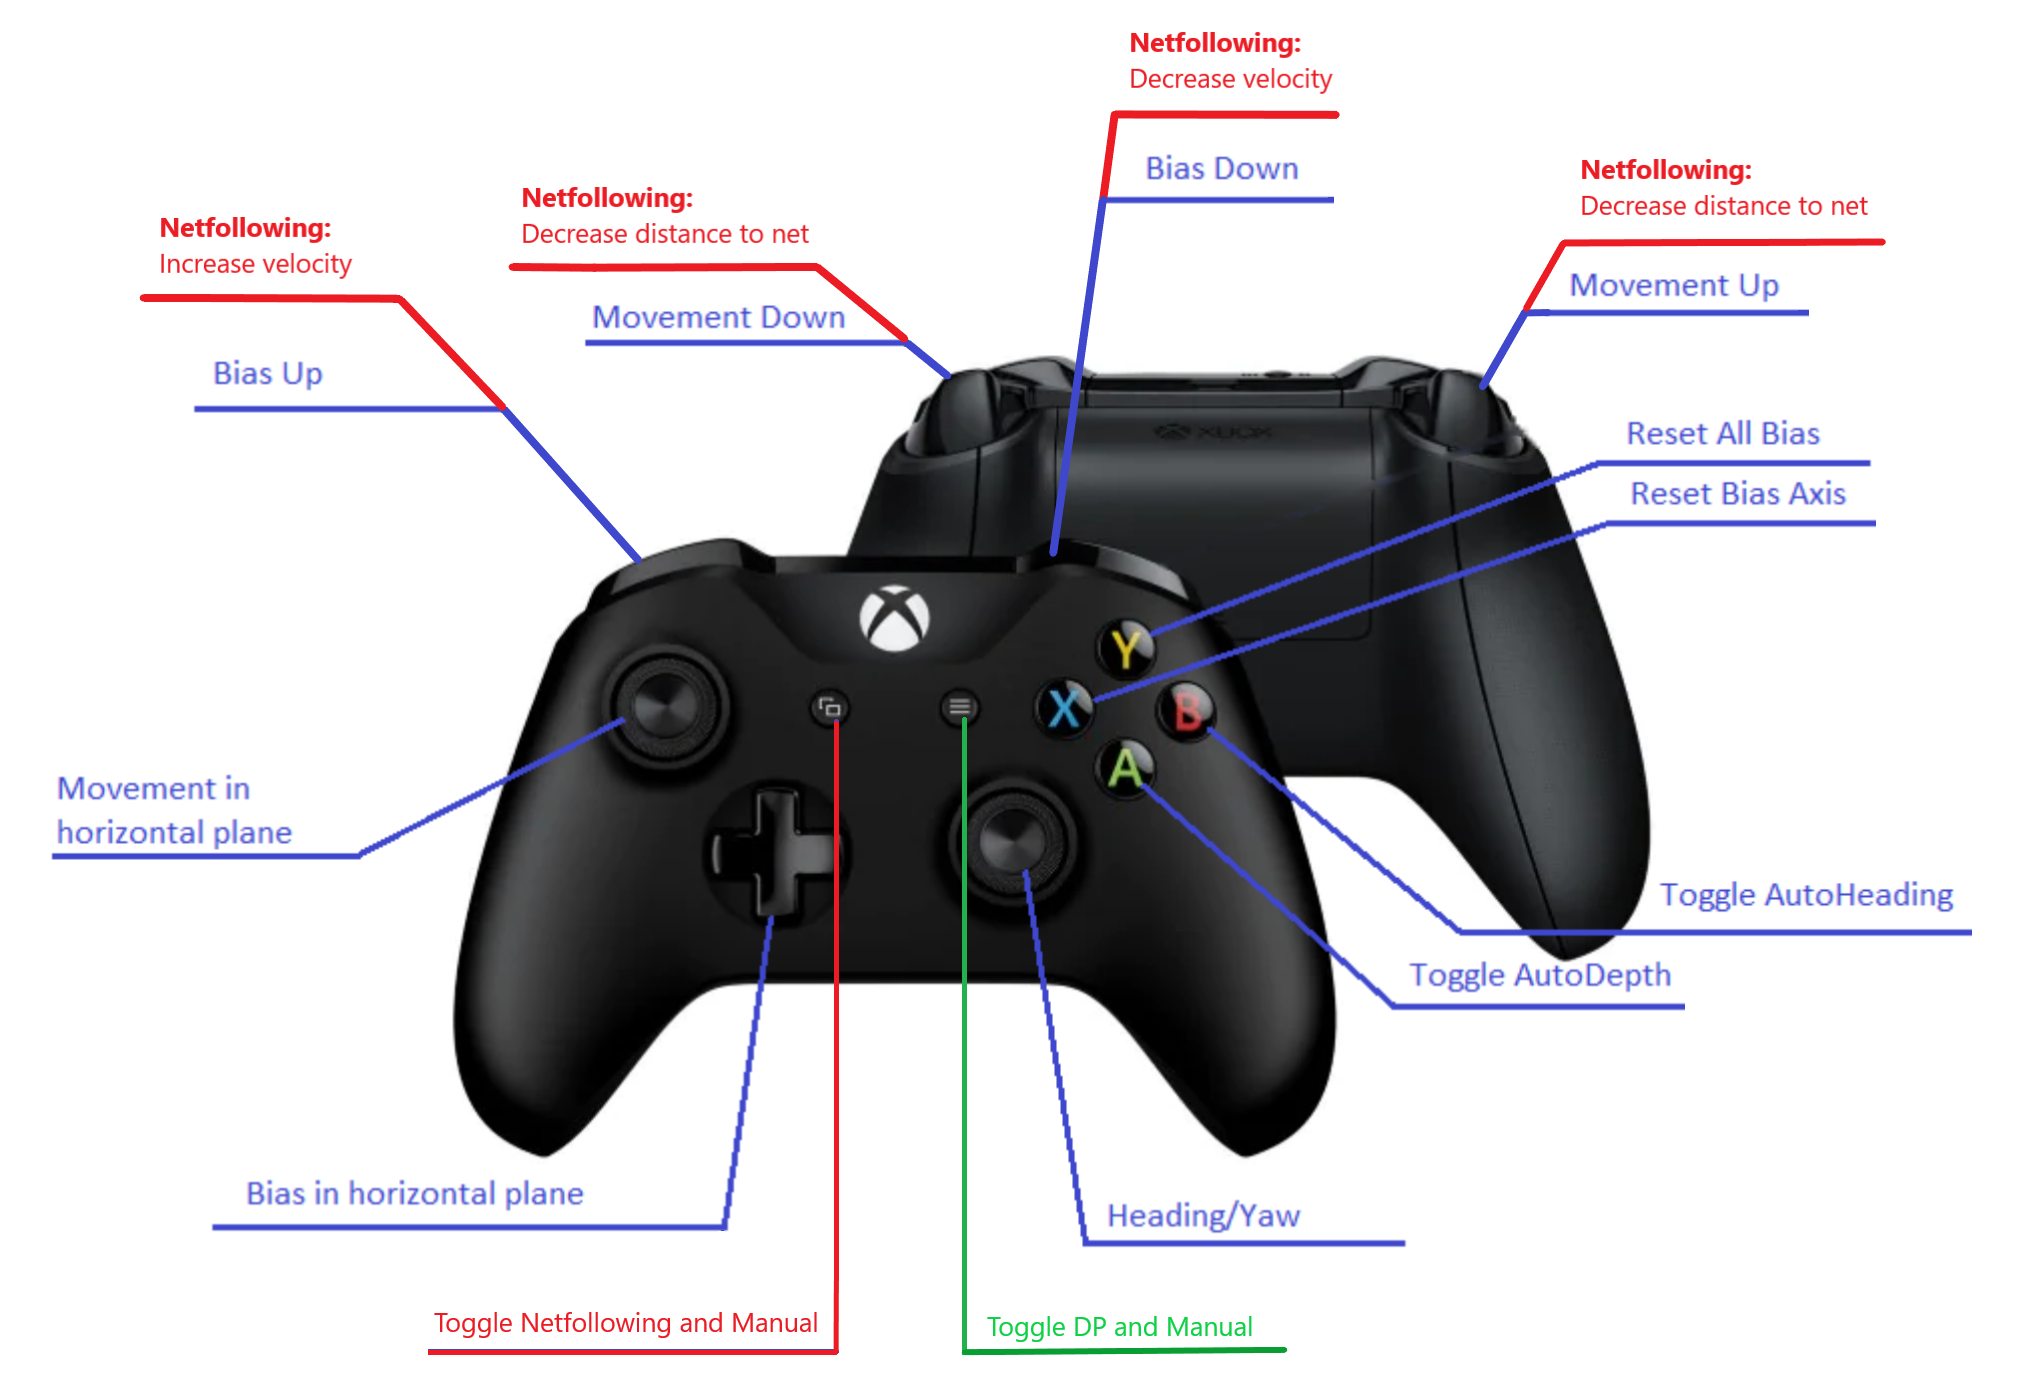 Netfollowing:
Decrease velocity
Bias Down
Netfollowing:
Decrease distance to net
Movement Up
Netfollowing:
Decrease distance to net
Movement Down
Netfollowing:
Increase velocity
Bias Up
XBOX
Reset All Bias
Reset Bias Axis
Y
X
B
A
Movement in
horizontal plane
Toggle AutoHeading
Toggle AutoDepth
Bias in horizontal plane
Heading/Yaw
Toggle Netfollowing and Manual
Toggle DP and Manual